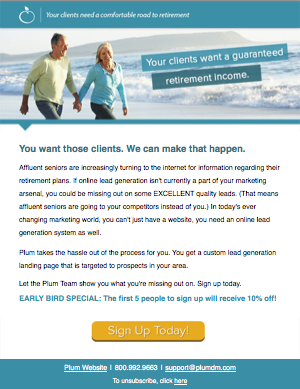 Your clients need a comfortable road to retirement
Your clients want a guaranteed
retirement income.
You want those clients. We can make that happen.
Affluent seniors are increasingly turning to the internet for information regarding their
retirement plans. If online lead generation isn't currently a part of your marketing
arsenal, you could be missing out on some EXCELLENT quality leads. (That means
affluent seniors are going to your competitors instead of you.) In today's ever
changing marketing world, you can't just have a website, you need an online lead
generation system as well.
Plum takes the hassle out of the process for you. You get a custom lead generation
landing page that is targeted to prospects in your area.
Let the Plum Team show you what you're missing out on. Sign up today.
EARLY BIRD SPECIAL: The first 5 people to sign up will receive 10% off!
Sign Up Today!
Plum Website | 800.992.9663 | support@plumdm.com
To unsubscribe, click here